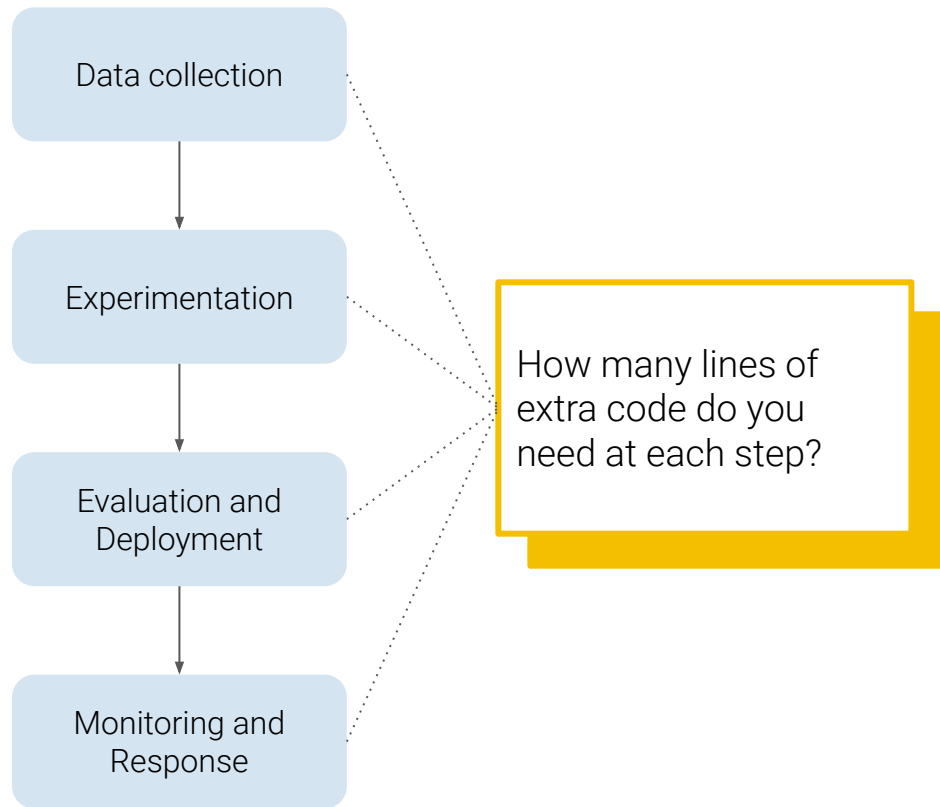 Data collection
Experimentation
How many lines of
extra code do you
need at each step?
Evaluation and
Deployment
Monitoring and
Response